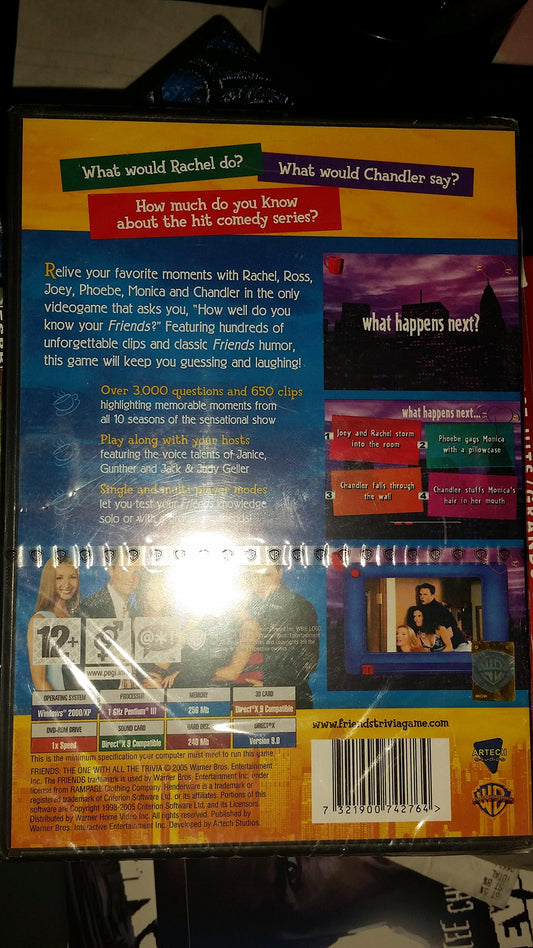 What would Rachel do?
What would Chandler say?
How much do you know
about the hit comedy series?
Relive your favorite moments with Rachel, Ross,
Joey, Phoebe, Monica and Chandler in the only
videogame that asks you, "How well do you
know your Friends?" Featuring hundreds of
unforgettable clips and classic Friends humor,
this game will keep you guessing and laughing!
Over 3,000 questions and 650 clips
highlighting memorable moments from
all 10 seasons of the sensational show
Play along with your hosts
featuring the voice talents of Janice,
Gunther and Jack & Judy Geller
Single and multi-player modes
let you test your Friends knowledge
solo or with
what happens next?
what happens next...
1 Joey and Rachel storm
into the room
2 Phoebe gags Monica
with a pillowcase
3 Chandler falls through
the wall
4 Chandler stuffs Monica's
hair in her mouth
12+
www.pegi
OPERATING SYSTEM PROCESSOR MEMORY 3D CARD
Windows® 2000/XP 1 GHz Pentium® III 256 MB Direct®X 9 Compatible
DVD-ROM DRIVE SOUND CARD HARD DISC DIRECT®X
1x Speed Direct®X 9 Compatible 240 MB Version 9.0
This is the minimum specification your computer must meet to run this game.
FRIENDS: THE ONE WITH ALL THE TRIVIA © 2005 Warner Bros. Entertainment
Inc. The FRIENDS trademark is used by Warner Bros. Entertainment Inc. under
license from RAMPAGE Clothing Company. Renderware is a trademark or
registered trademark of Criterion Software Ltd. or its affiliates. Portions of this
software are Copyright 1998-2005 Criterion Software Ltd. and its Licensors.
Distributed by Warner Home Video Inc. All rights reserved. Published by
Warner Bros. Interactive Entertainment Inc. Developed by Artech Studios.
www.friendstriviagame.com
7 321900 742764 >
ARTECH
STUDIOS